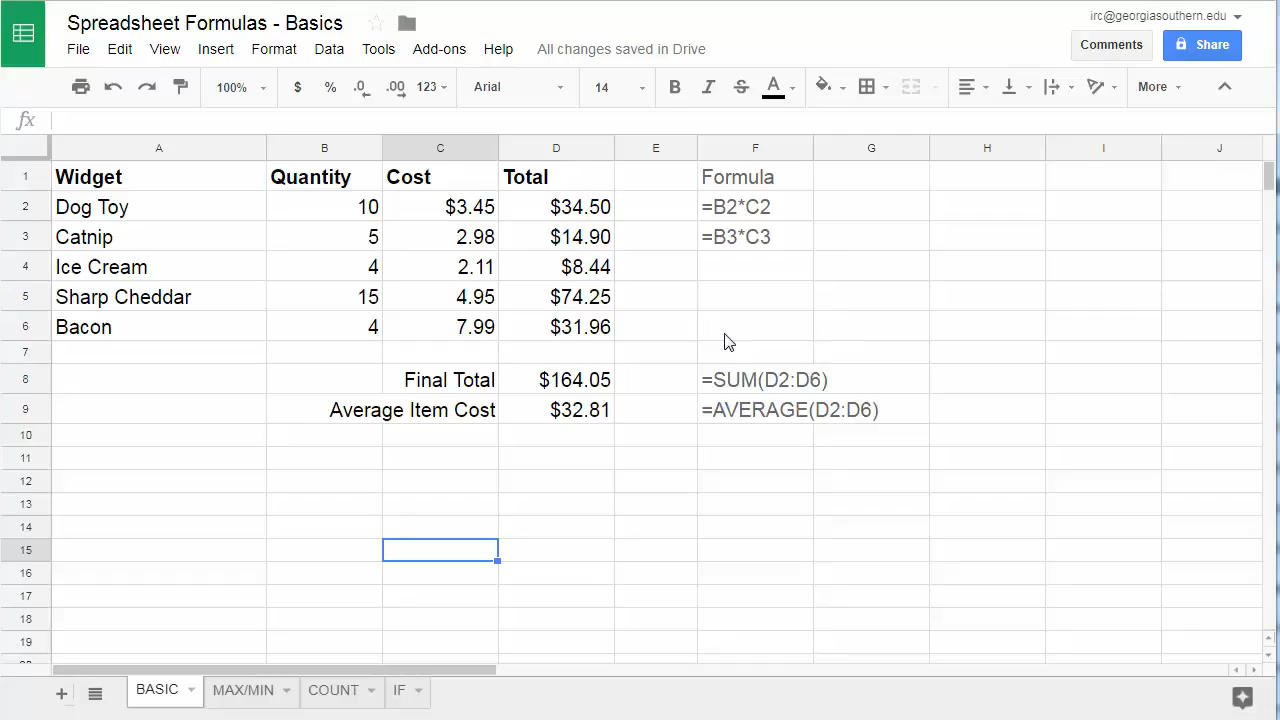 Spreadsheet Formulas - Basics
irc@georgiasouthern.edu
File Edit View Insert Format Data Tools Add-ons Help All changes saved in Drive
Comments Share
100% $ % .0 .00 123 Arial 14 B I S A More
fx
A B C D E F G H I J
1 Widget Quantity Cost Total Formula
2 Dog Toy 10 $3.45 $34.50 =B2*C2
3 Catnip 5 2.98 $14.90 =B3*C3
4 Ice Cream 4 2.11 $8.44
5 Sharp Cheddar 15 4.95 $74.25
6 Bacon 4 7.99 $31.96
7
8 Final Total $164.05 =SUM(D2:D6)
9 Average Item Cost $32.81 =AVERAGE(D2:D6)
10
11
12
13
14
15
16
17
18
19
BASIC MAX/MIN COUNT IF